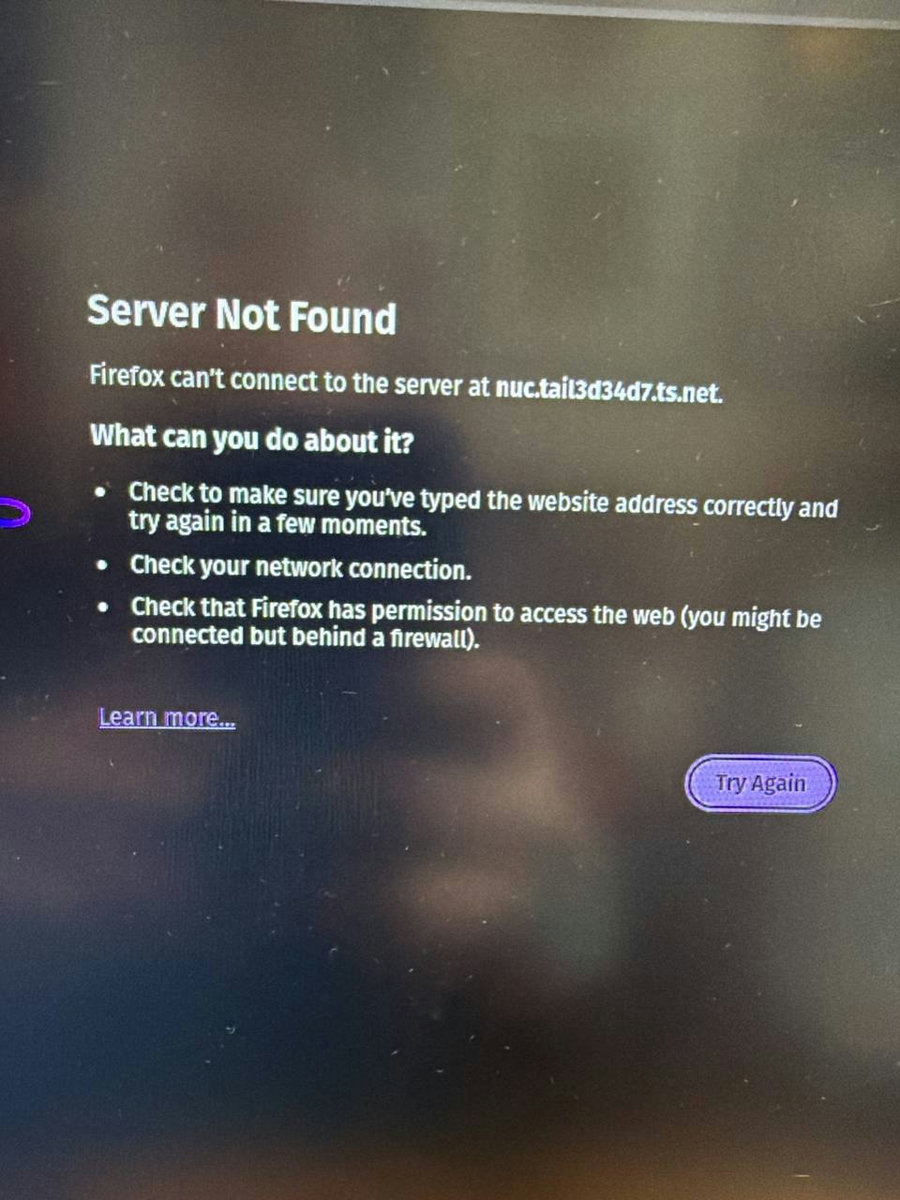 Server Not Found
Firefox can't connect to the server at nuc.tail3d34d7.ts.net.
What can you do about it?
• Check to make sure you've typed the website address correctly and
try again in a few moments.
• Check your network connection.
• Check that Firefox has permission to access the web (you might be
connected but behind a firewall).
Learn more...
Try Again